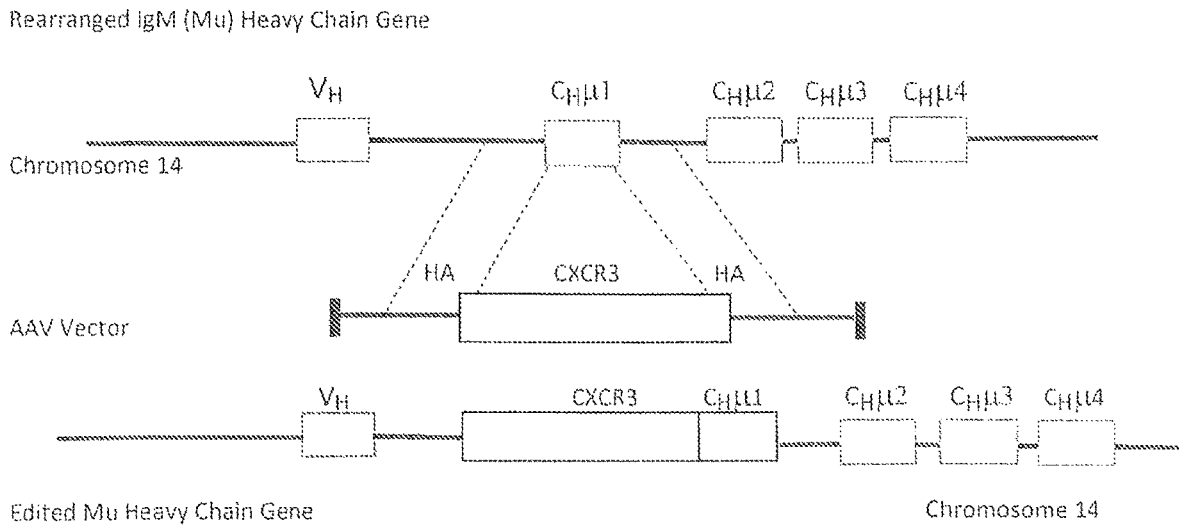 Rearranged IgM (Mu) Heavy Chain Gene
VH CHμ1 CHμ2 CHμ3 CHμ4
Chromosome 14
HA CXCR3 HA
AAV Vector
VH CXCR3 CHμ1 CHμ2 CHμ3 CHμ4
Edited Mu Heavy Chain Gene Chromosome 14